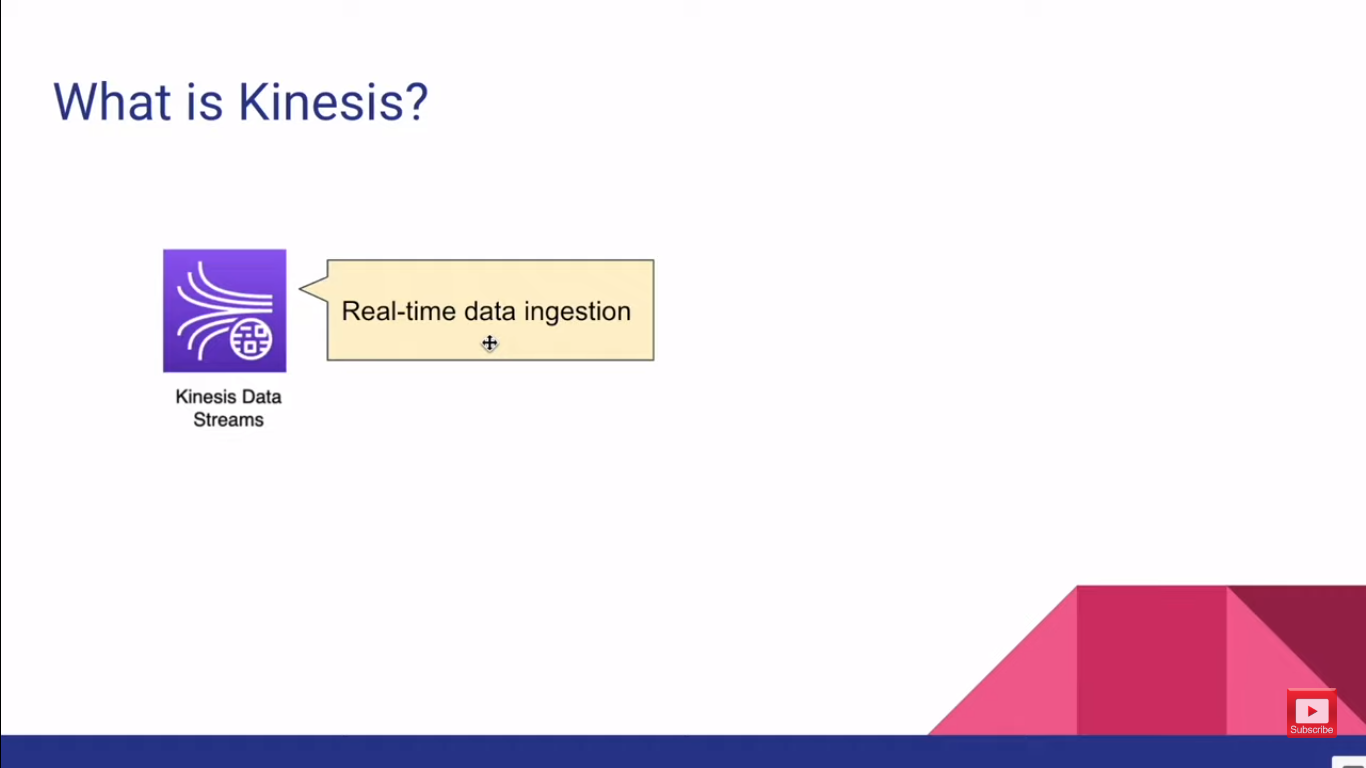 What is Kinesis?
Real-time data ingestion
Kinesis Data
Streams
Subscribe